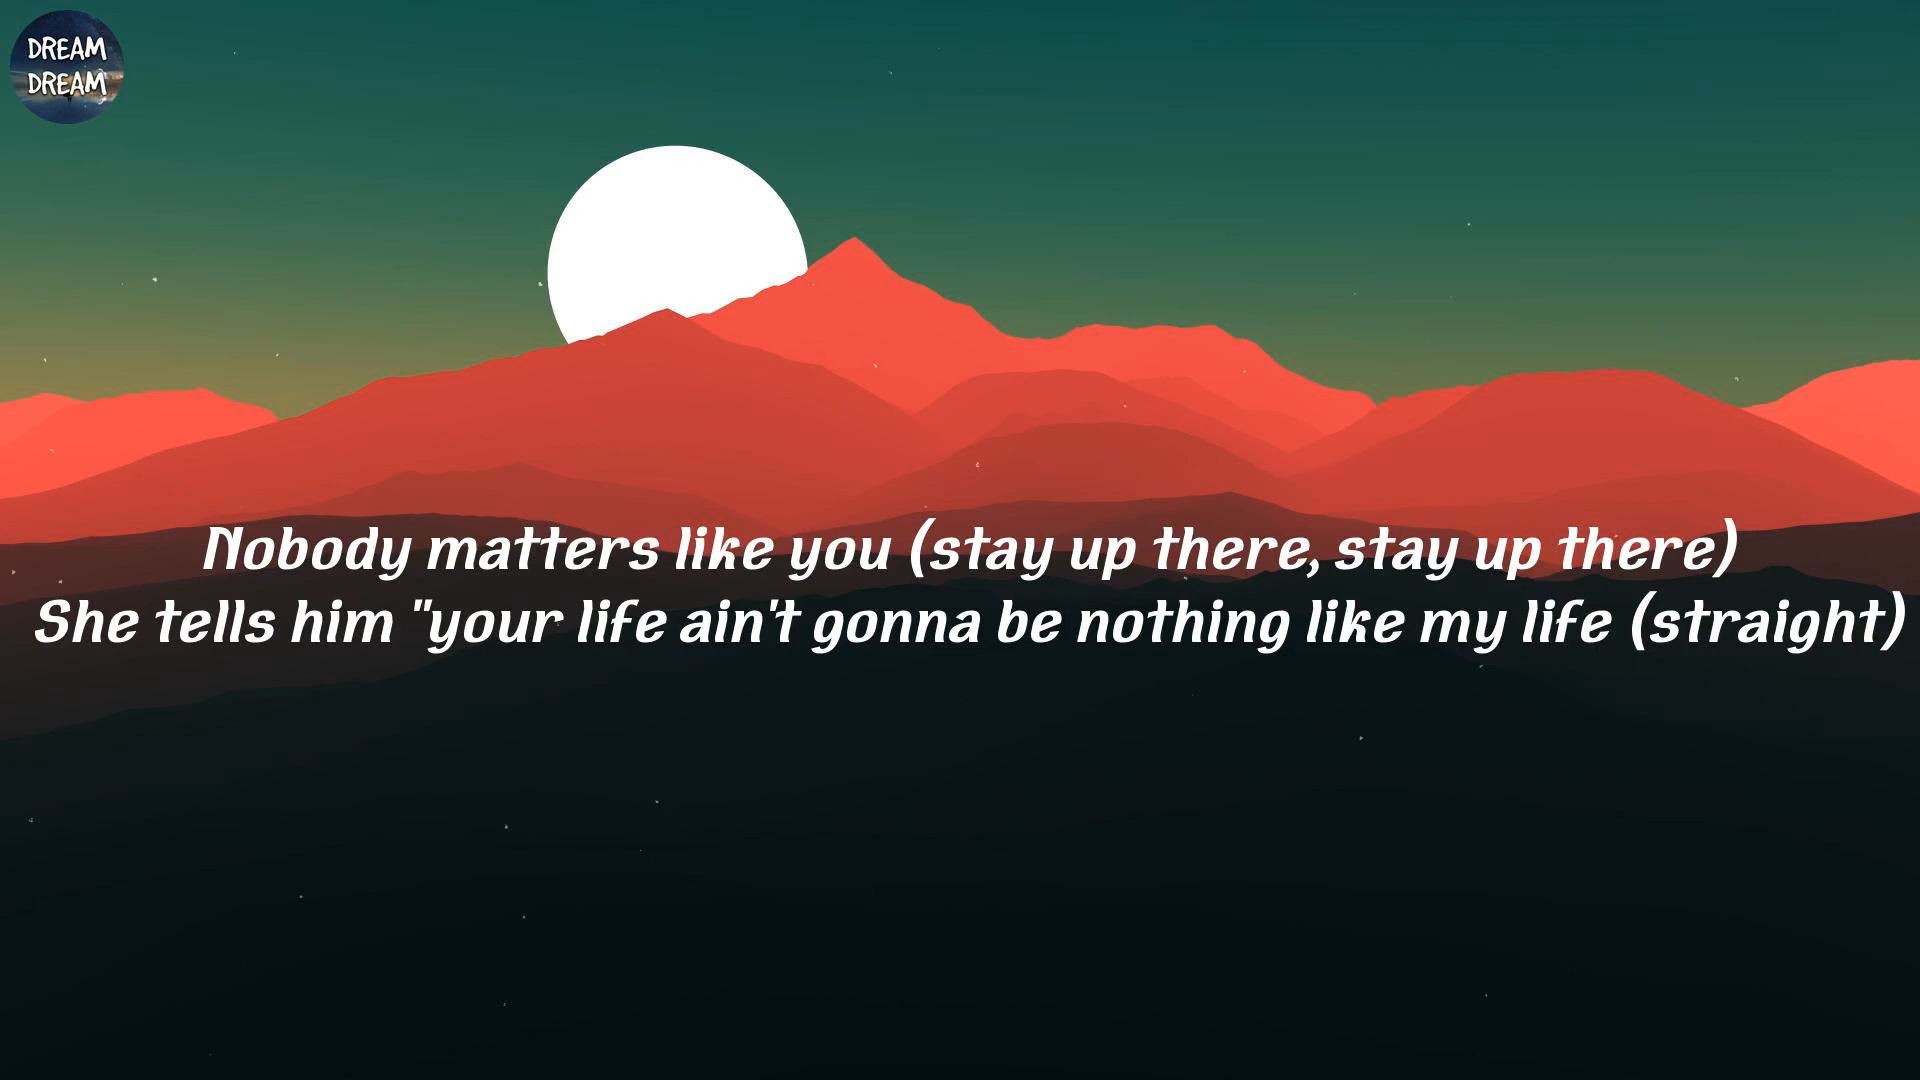 DREAM
DREAM
Nobody matters like you (stay up there, stay up there)
She tells him "your life ain't gonna be nothing like my life (straight)